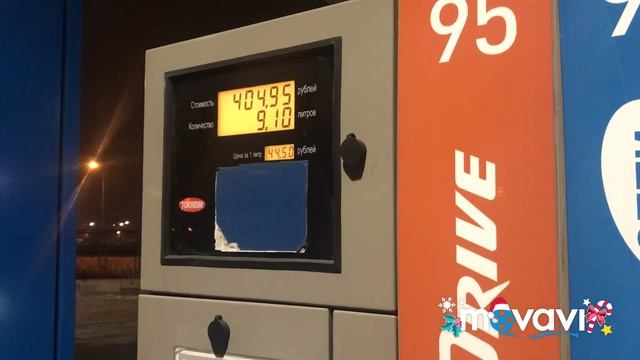 Стоимость 404,95 рублей
Количество 9,10 литров
Цена за 1 литр 44,50 рублей
TOKHEIM
95
DRIVE
movavi